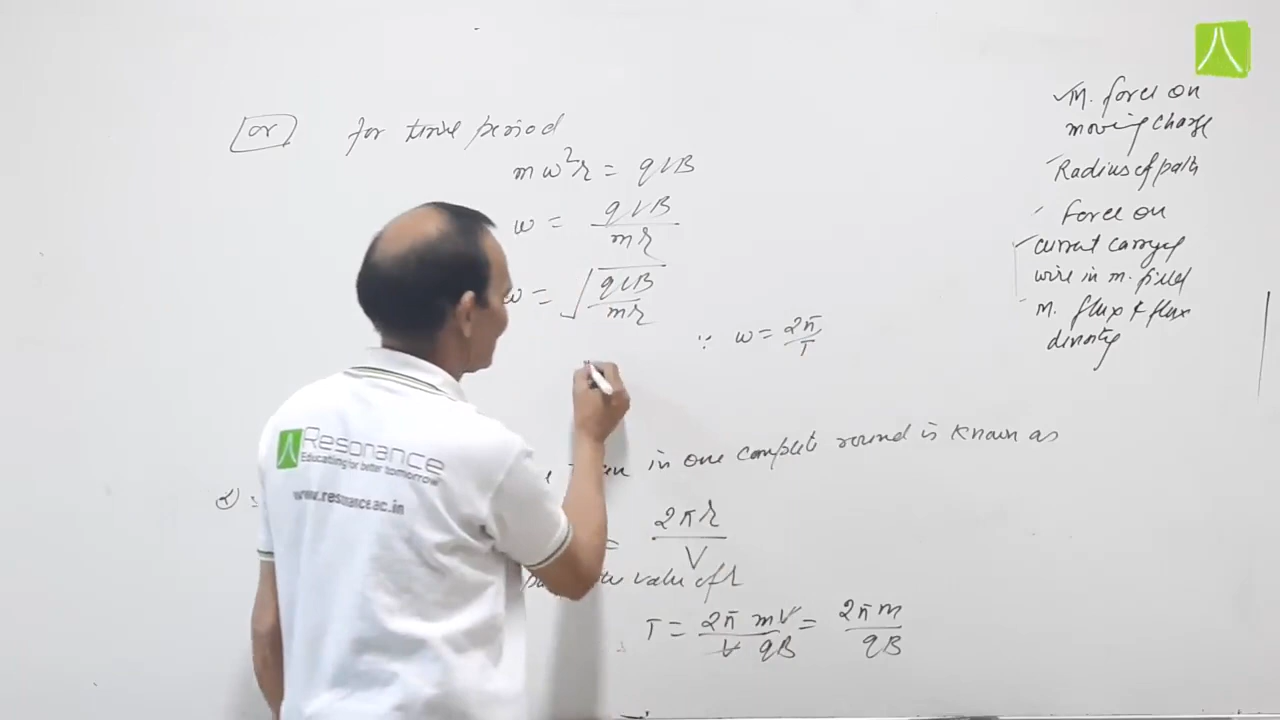 or for time period
mω²r = qVB
ω = qVB / mr
ω = √(qVB / mr)
∵ ω = 2π / T
in one complete round is known as
2)
= 2πr / V
value of r
T = 2π mV / V qB = 2πm / qB
M. force on
moving charge
Radius of path
Force on
current carrying
wire in m. field
M. flux & flux
density
Resonance
Educating for better tomorrow
www.resonance.ac.in